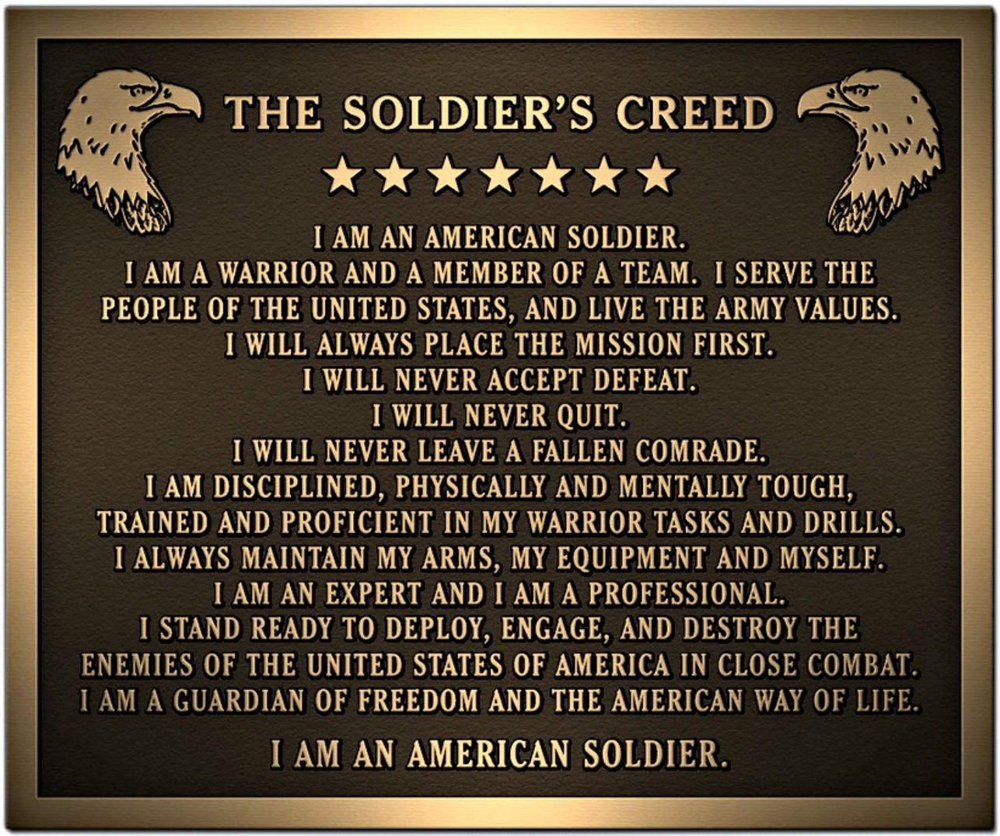 THE SOLDIER'S CREED
I AM AN AMERICAN SOLDIER.
I AM A WARRIOR AND A MEMBER OF A TEAM. I SERVE THE
PEOPLE OF THE UNITED STATES, AND LIVE THE ARMY VALUES.
I WILL ALWAYS PLACE THE MISSION FIRST.
I WILL NEVER ACCEPT DEFEAT.
I WILL NEVER QUIT.
I WILL NEVER LEAVE A FALLEN COMRADE.
I AM DISCIPLINED, PHYSICALLY AND MENTALLY TOUGH,
TRAINED AND PROFICIENT IN MY WARRIOR TASKS AND DRILLS.
I ALWAYS MAINTAIN MY ARMS, MY EQUIPMENT AND MYSELF.
I AM AN EXPERT AND I AM A PROFESSIONAL.
I STAND READY TO DEPLOY, ENGAGE, AND DESTROY THE
ENEMIES OF THE UNITED STATES OF AMERICA IN CLOSE COMBAT.
I AM A GUARDIAN OF FREEDOM AND THE AMERICAN WAY OF LIFE.
I AM AN AMERICAN SOLDIER.